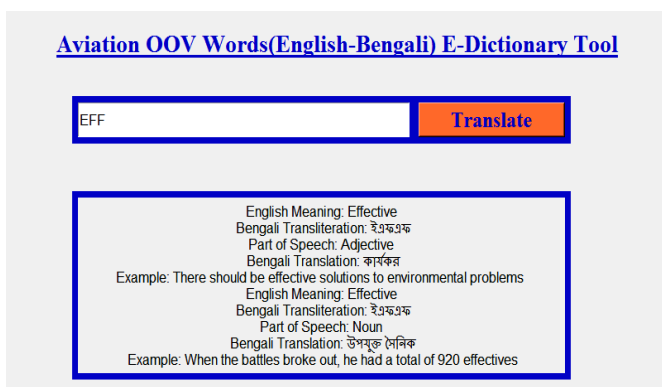 Aviation OOV Words(English-Bengali) E-Dictionary Tool
EFF
Translate
English Meaning: Effective
Bengali Transliteration: ইএফএফ
Part of Speech: Adjective
Bengali Translation: কার্যকর
Example: There should be effective solutions to environmental problems
English Meaning: Effective
Bengali Transliteration: ইএফএফ
Part of Speech: Noun
Bengali Translation: উপযুক্ত সৈনিক
Example: When the battles broke out, he had a total of 920 effectives